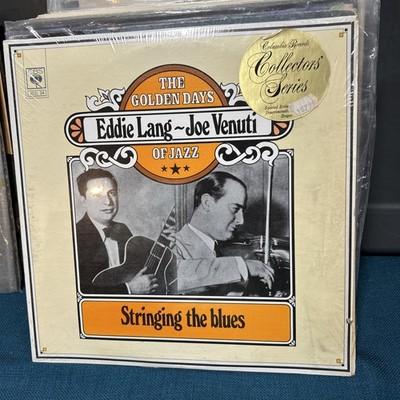 THE
GOLDEN DAYS
Eddie Lang~Joe Venuti
OF JAZZ
Stringing the blues
Columbia Records
Collectors'
Series